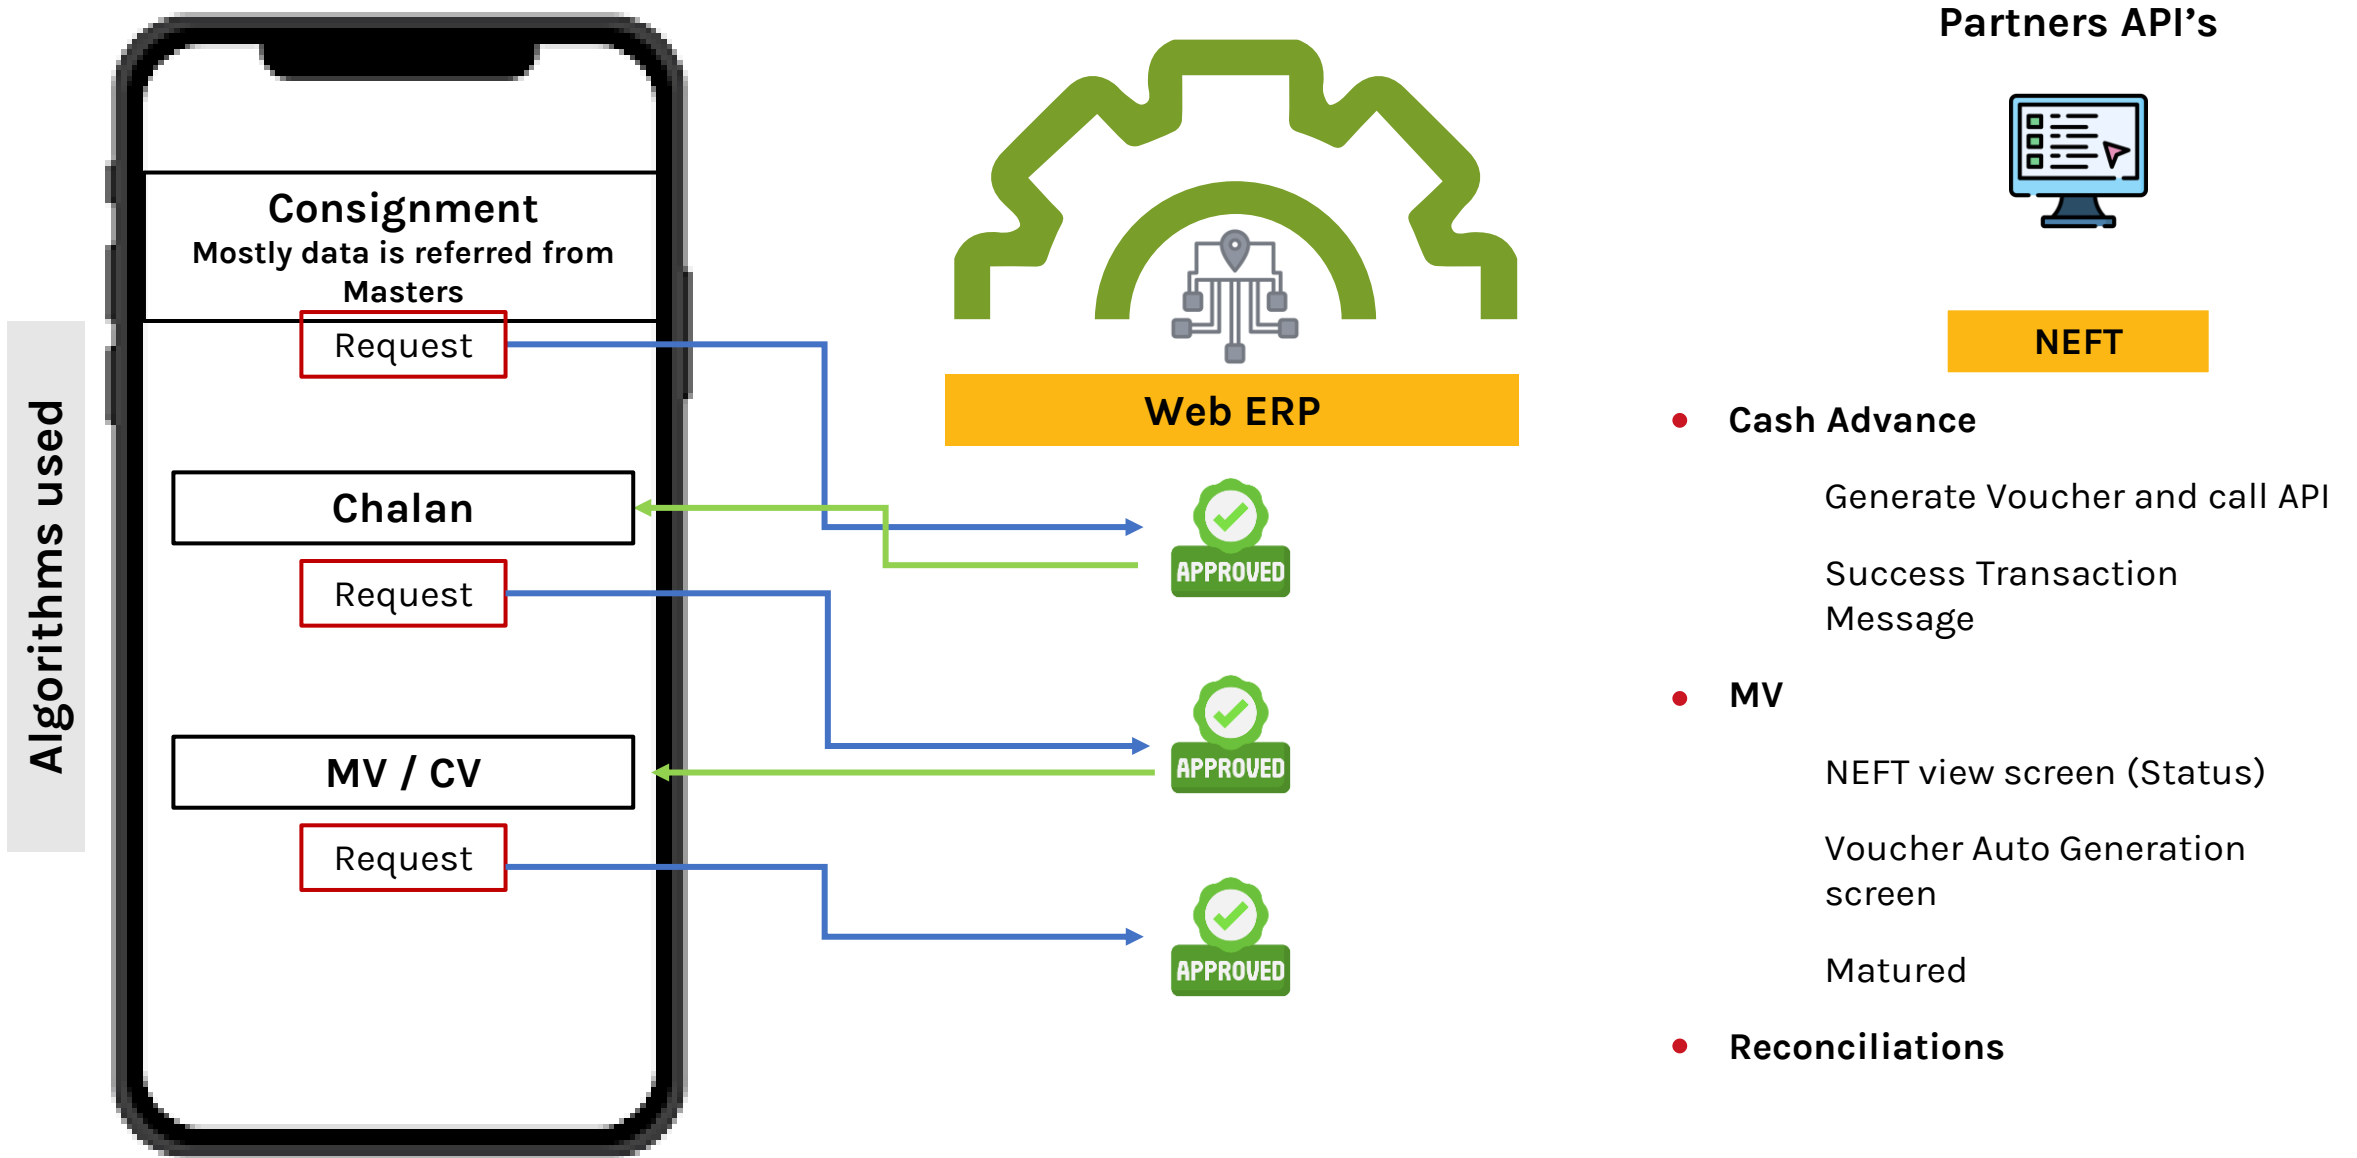 Algorithms used
Consignment
Mostly data is referred from
Masters
Request
Chalan
Request
MV / CV
Request
Web ERP
APPROVED
APPROVED
APPROVED
Partners API’s
NEFT
Cash Advance
Generate Voucher and call API
Success Transaction
Message
MV
NEFT view screen (Status)
Voucher Auto Generation
screen
Matured
Reconciliations